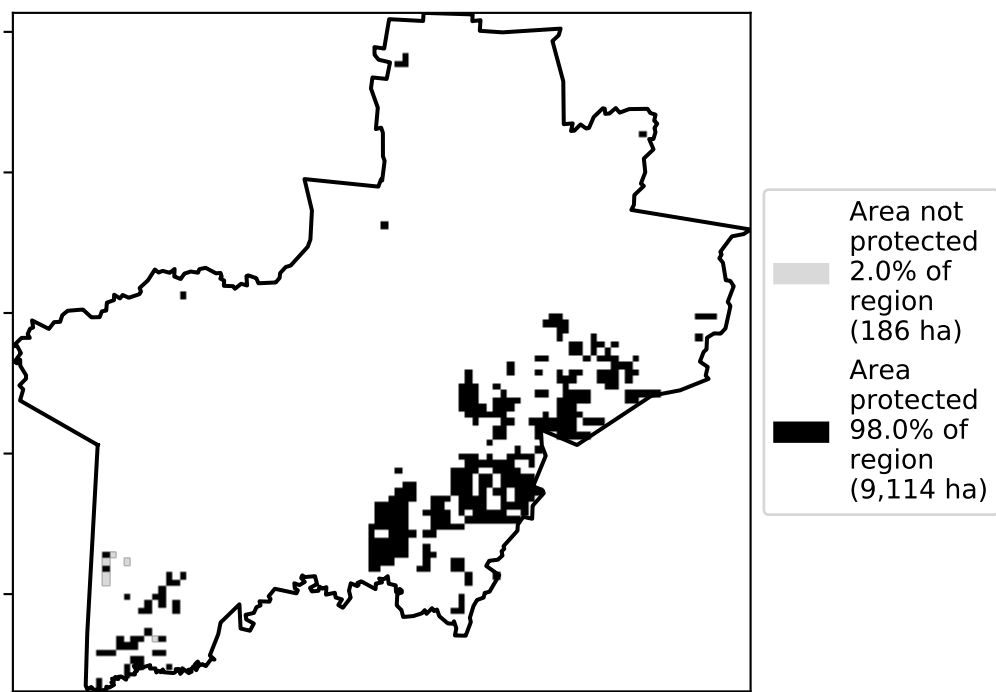 Area not
protected
2.0% of
region
(186 ha)
Area
protected
98.0% of
region
(9,114 ha)